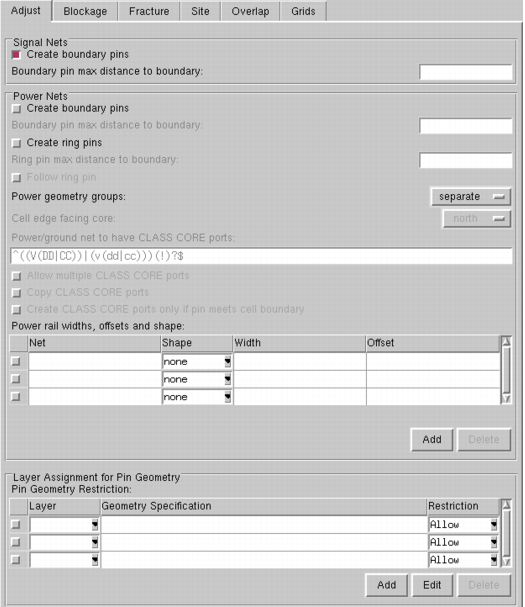 Adjust Blockage Fracture Site Overlap Grids
Signal Nets
Create boundary pins
Boundary pin max distance to boundary:
Power Nets
Create boundary pins
Boundary pin max distance to boundary:
Create ring pins
Ring pin max distance to boundary:
Follow ring pin
Power geometry groups: separate
Cell edge facing core: north
Power/ground net to have CLASS CORE ports:
^((V(DD|CC))|(v(dd|cc)))(!)?$
Allow multiple CLASS CORE ports
Copy CLASS CORE ports
Create CLASS CORE ports only if pin meets cell boundary
Power rail widths, offsets and shape:
Net Shape Width Offset
none
none
none
Add Delete
Layer Assignment for Pin Geometry
Pin Geometry Restriction:
Layer Geometry Specification Restriction
Allow
Allow
Allow
Add Edit Delete